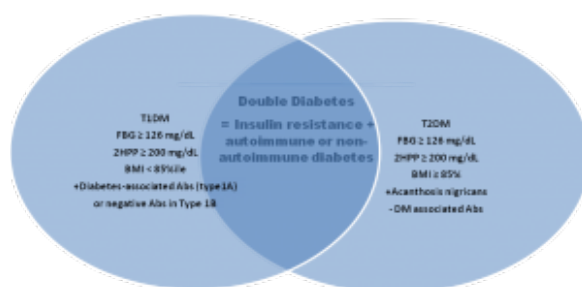 T1DM
FBG ≥ 126 mg/dL
2HPP ≥ 200 mg/dL
BMI < 85%ile
+Diabetes-associated Abs (type1A)
or negative Abs in Type 1B
Double Diabetes
= Insulin resistance +
autoimmune or non-
autoimmune diabetes
T2DM
FBG ≥ 126 mg/dL
2HPP ≥ 200 mg/dL
BMI ≥ 85%
+Acanthosis nigricans
- DM associated Abs